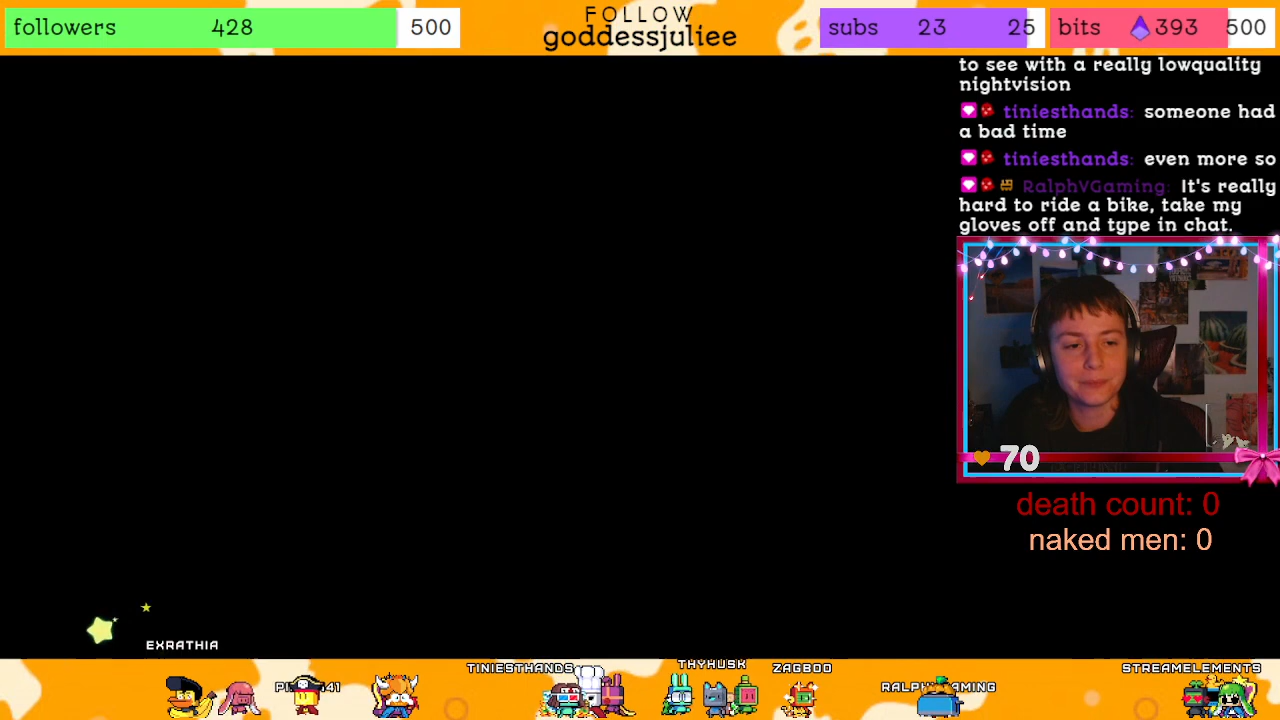 followers 428 500
FOLLOW
goddessjuliee
subs 23 25
bits 393 500
to see with a really lowquality
nightvision
tiniesthands: someone had
a bad time
tiniesthands: even more so
RalphVGaming: It's really
hard to ride a bike, take my
gloves off and type in chat.
70
death count: 0
naked men: 0
EXRATHIA
TINIESTHANDS
THYHUSK
ZAGBOO
STREAMELEMENTS